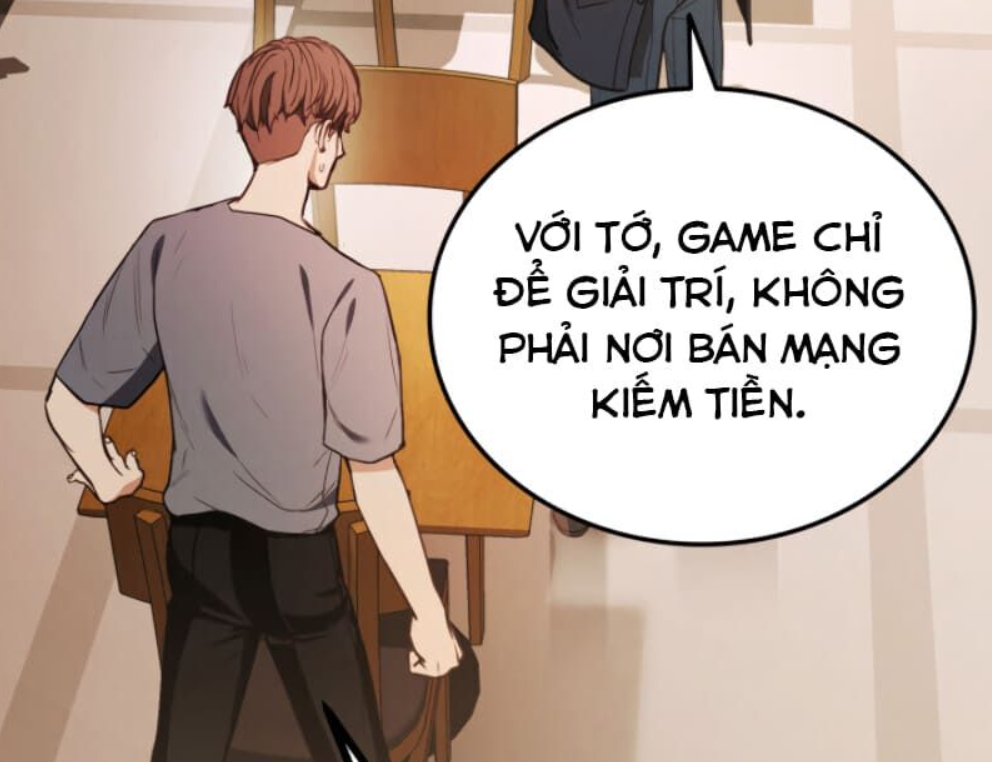 VỚI TỚ, GAME CHỈ
ĐỂ GIẢI TRÍ, KHÔNG
PHẢI NƠI BÁN MẠNG
KIẾM TIỀN.